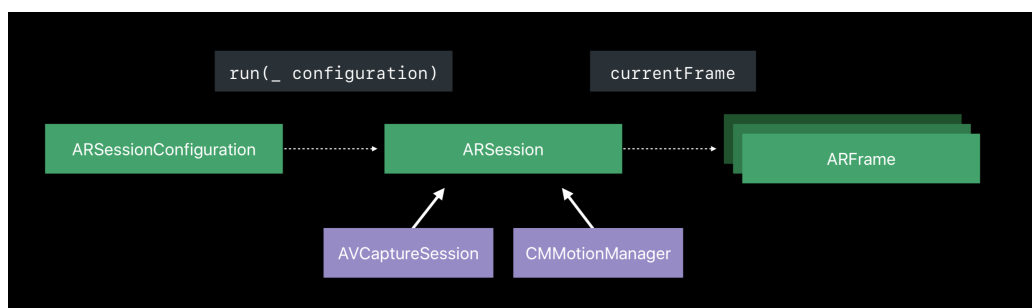 run(_ configuration)
currentFrame
ARSessionConfiguration
ARSession
ARFrame
AVCaptureSession
CMMotionManager